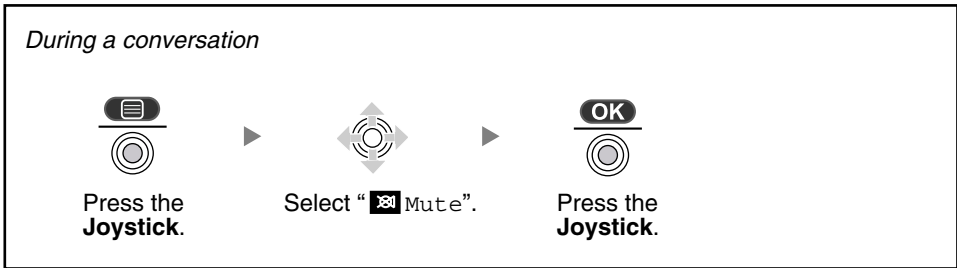 During a conversation
OK
Press the
Joystick.
Select “ Mute”.
Press the
Joystick.